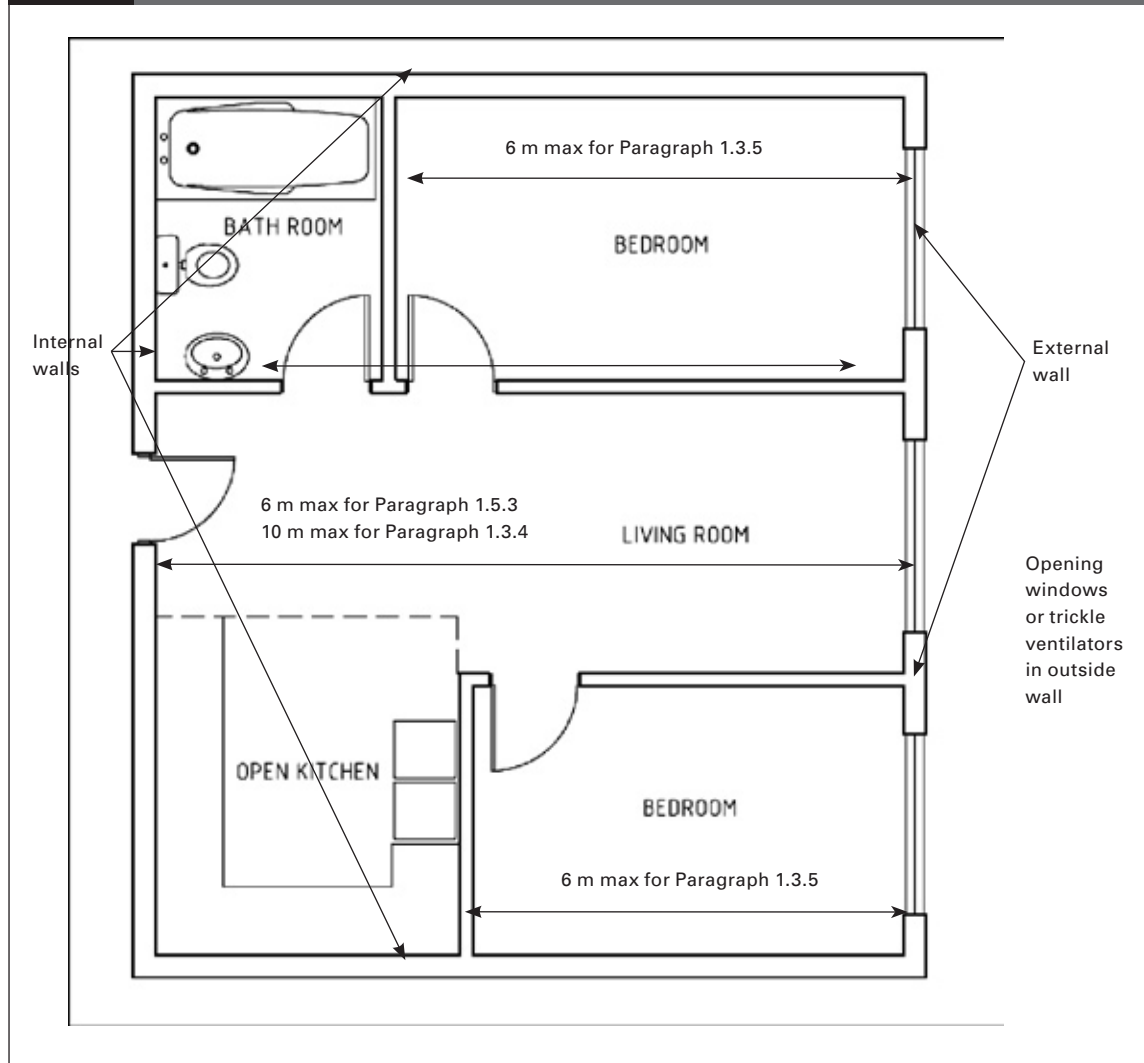 6 m max for Paragraph 1.3.5
BATH ROOM
BEDROOM
Internal
walls
External
wall
6 m max for Paragraph 1.5.3
10 m max for Paragraph 1.3.4
LIVING ROOM
Opening
windows
or trickle
ventilators
in outside
wall
OPEN KITCHEN
BEDROOM
6 m max for Paragraph 1.3.5